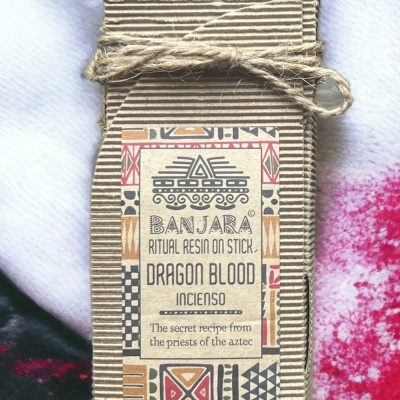 BANJARA©
RITUAL RESIN ON STICK
DRAGON BLOOD
INCIENSO
The secret recipe from
the priests of the aztec